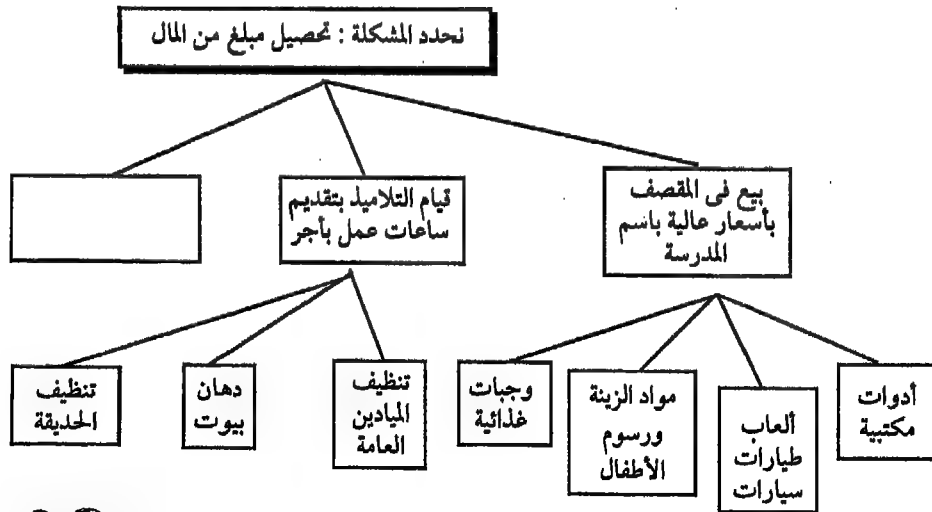 نحدد المشكلة : تحصيل مبلغ من المال
بيع فى المقصف
بأسعار عالية باسم
المدرسة
قيام التلاميذ بتقديم
ساعات عمل بأجر
أدوات
مكتبية
ألعاب
طيارات
سيارات
مواد الزينة
ورسوم
الأطفال
وجبات
غذائية
تنظيف
الميادين
العامة
دهان
بيوت
تنظيف
الحديقة